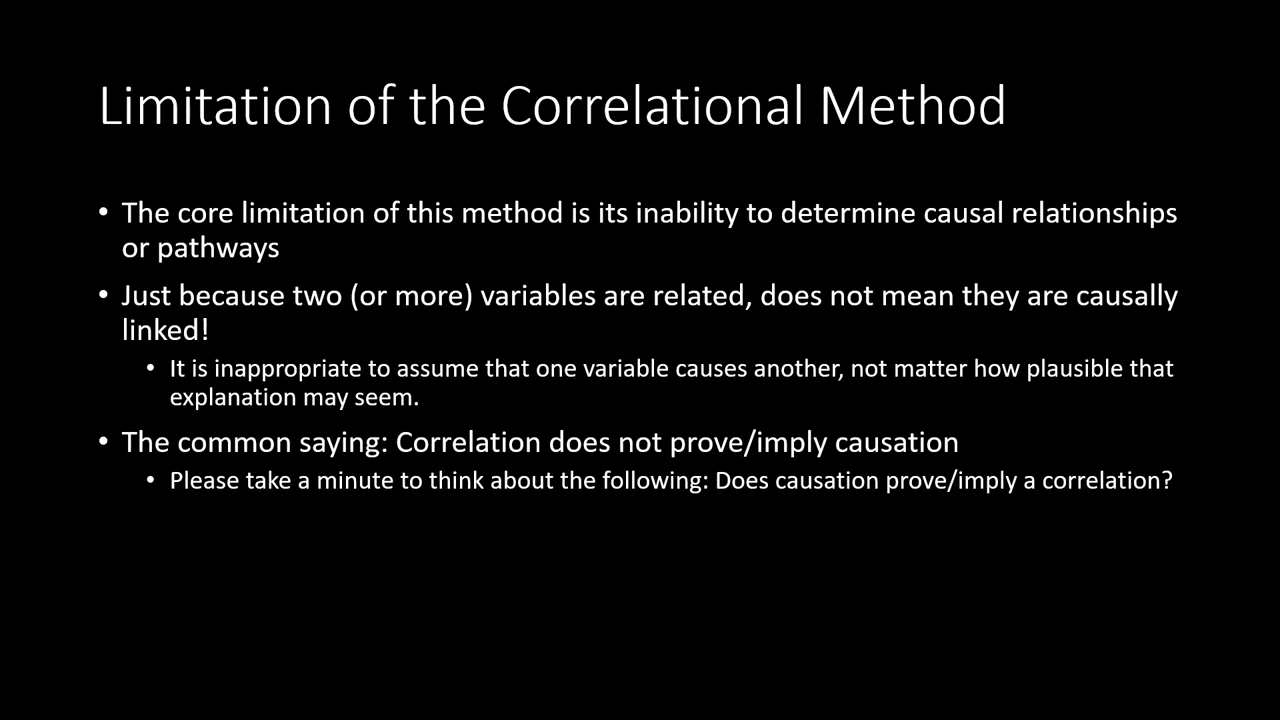 Limitation of the Correlational Method
• The core limitation of this method is its inability to determine causal relationships
or pathways
• Just because two (or more) variables are related, does not mean they are causally
linked!
• It is inappropriate to assume that one variable causes another, not matter how plausible that
explanation may seem.
• The common saying: Correlation does not prove/imply causation
• Please take a minute to think about the following: Does causation prove/imply a correlation?